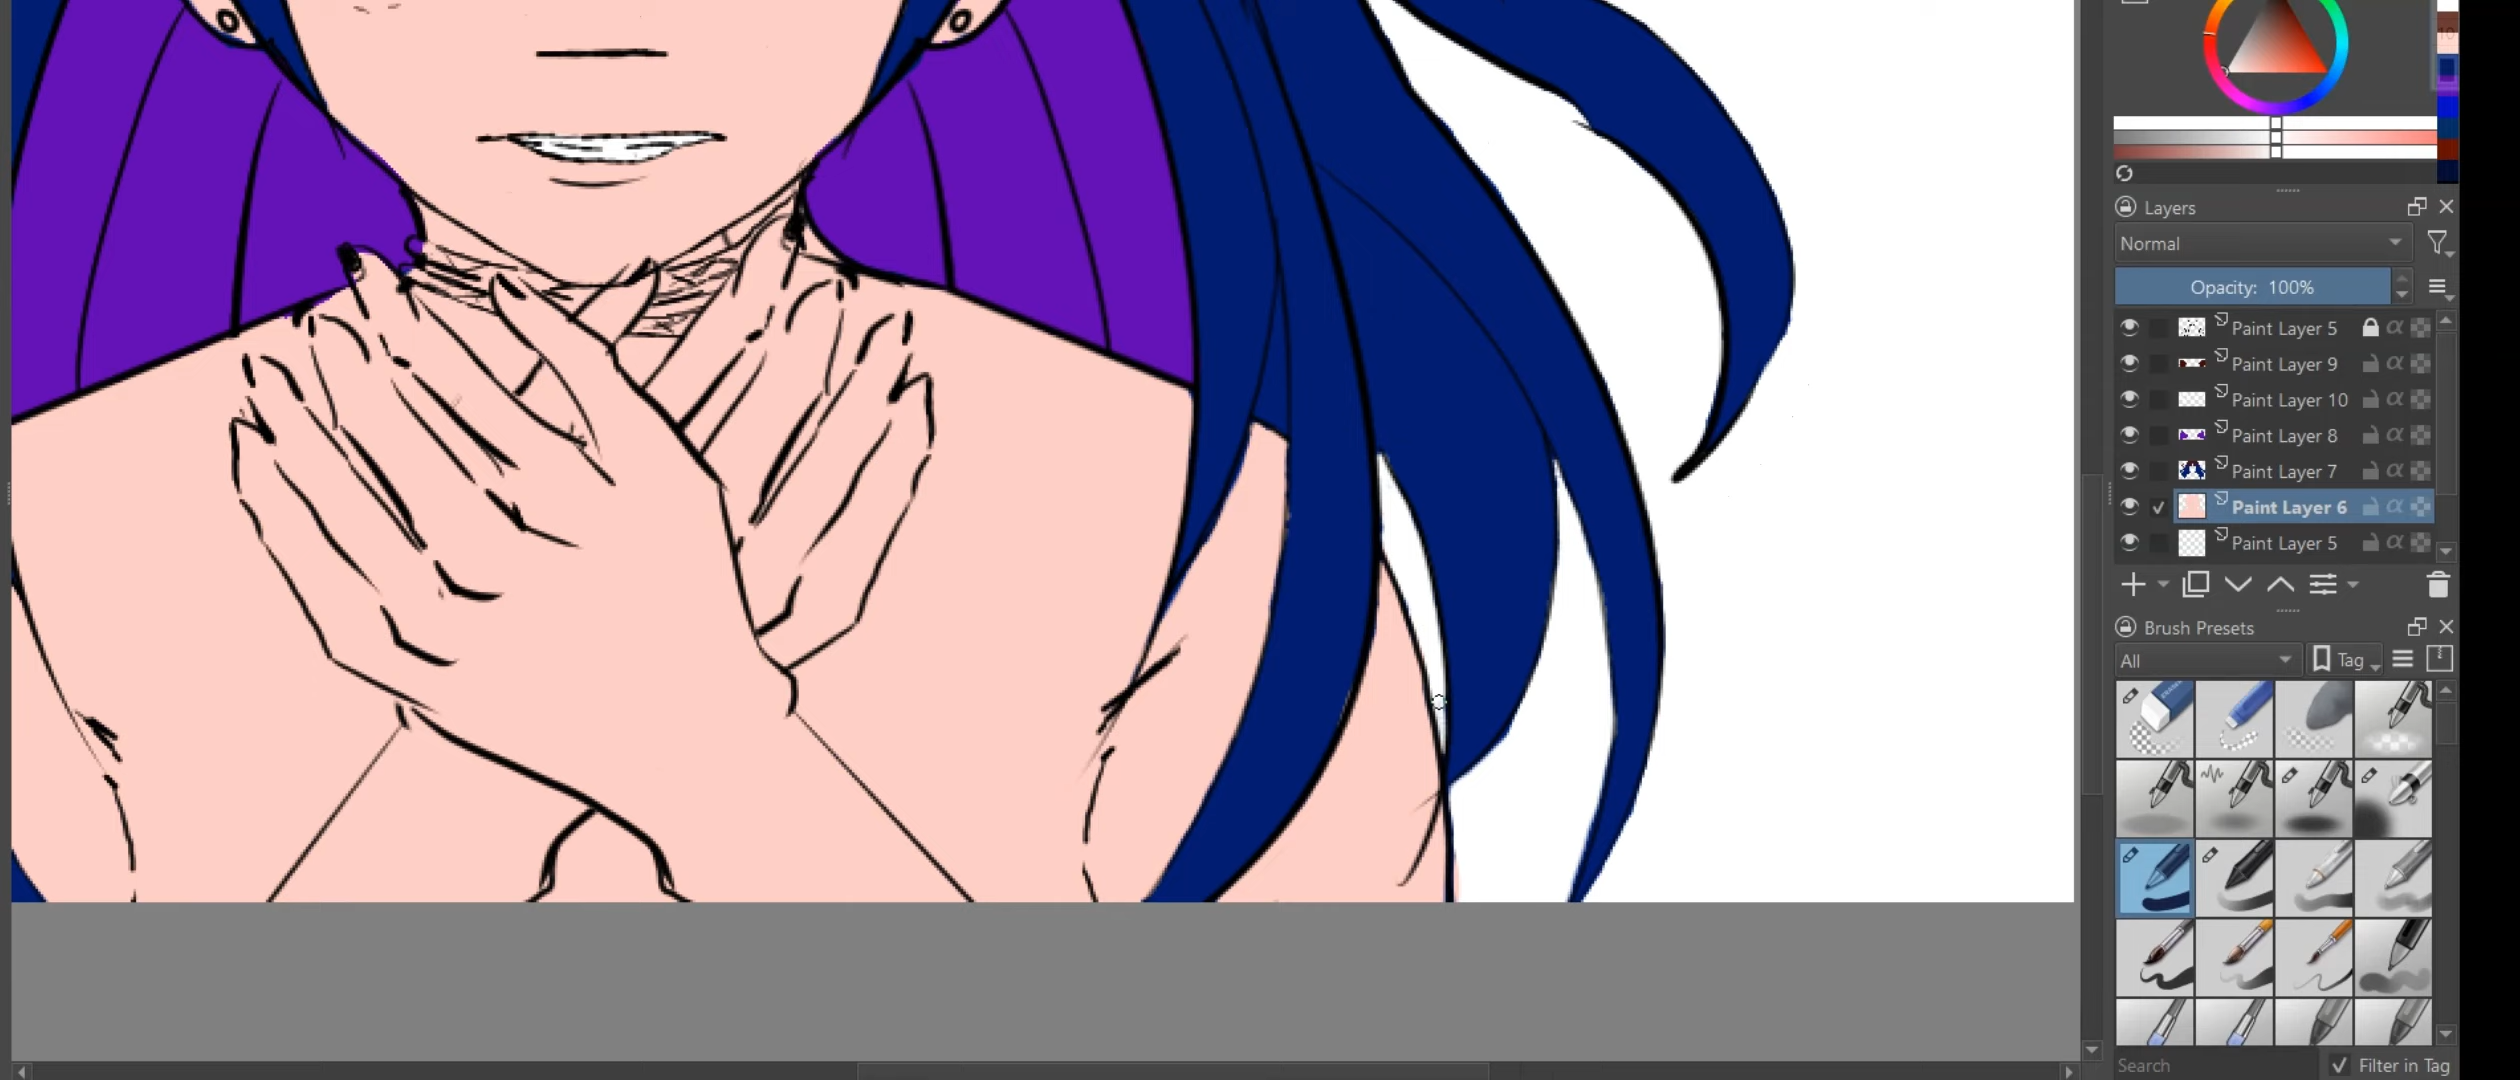 Layers
Normal
Opacity: 100%
Paint Layer 5
Paint Layer 9
Paint Layer 10
Paint Layer 8
Paint Layer 7
Paint Layer 6
Paint Layer 5
Brush Presets
All
Tag
Search
Filter in Tag